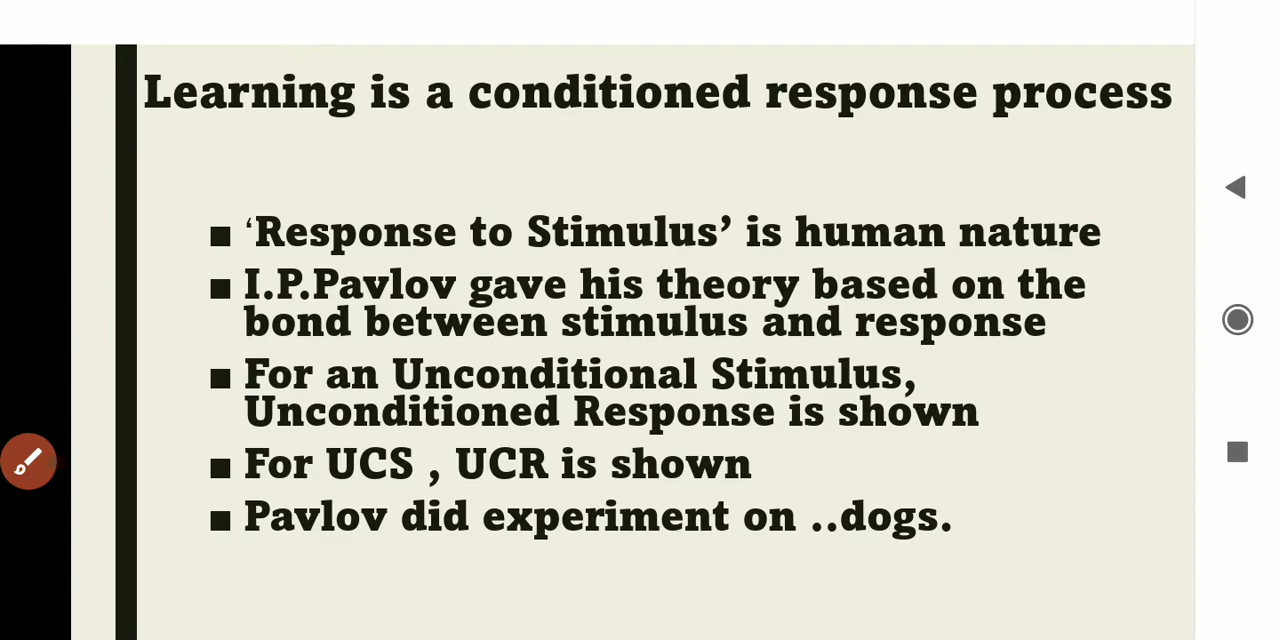 Learning is a conditioned response process
‘Response to Stimulus’ is human nature
I.P.Pavlov gave his theory based on the
bond between stimulus and response
For an Unconditional Stimulus,
Unconditioned Response is shown
For UCS , UCR is shown
Pavlov did experiment on ..dogs.